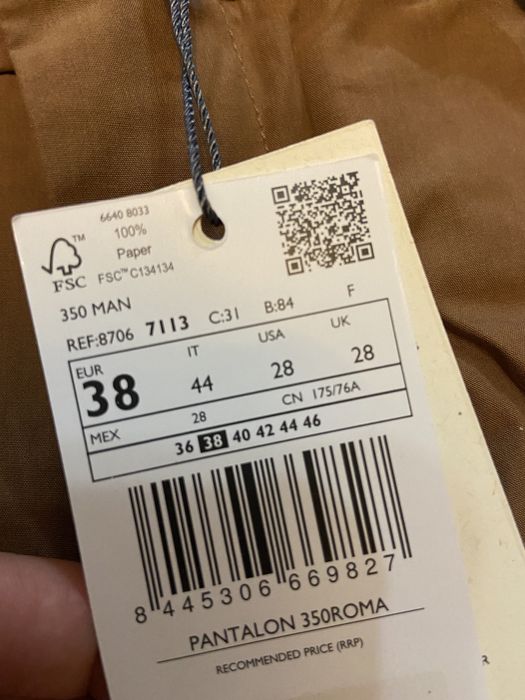 6640 8033
100%
Paper
FSC™ C134134
™
FSC
350 MAN
REF:8706 7113 C:31 B:84 F
EUR IT USA UK
38 44 28 28
MEX 28 CN 175/76A
36 38 40 42 44 46
8 445306 669827
PANTALON 350ROMA
RECOMMENDED PRICE (RRP)
R